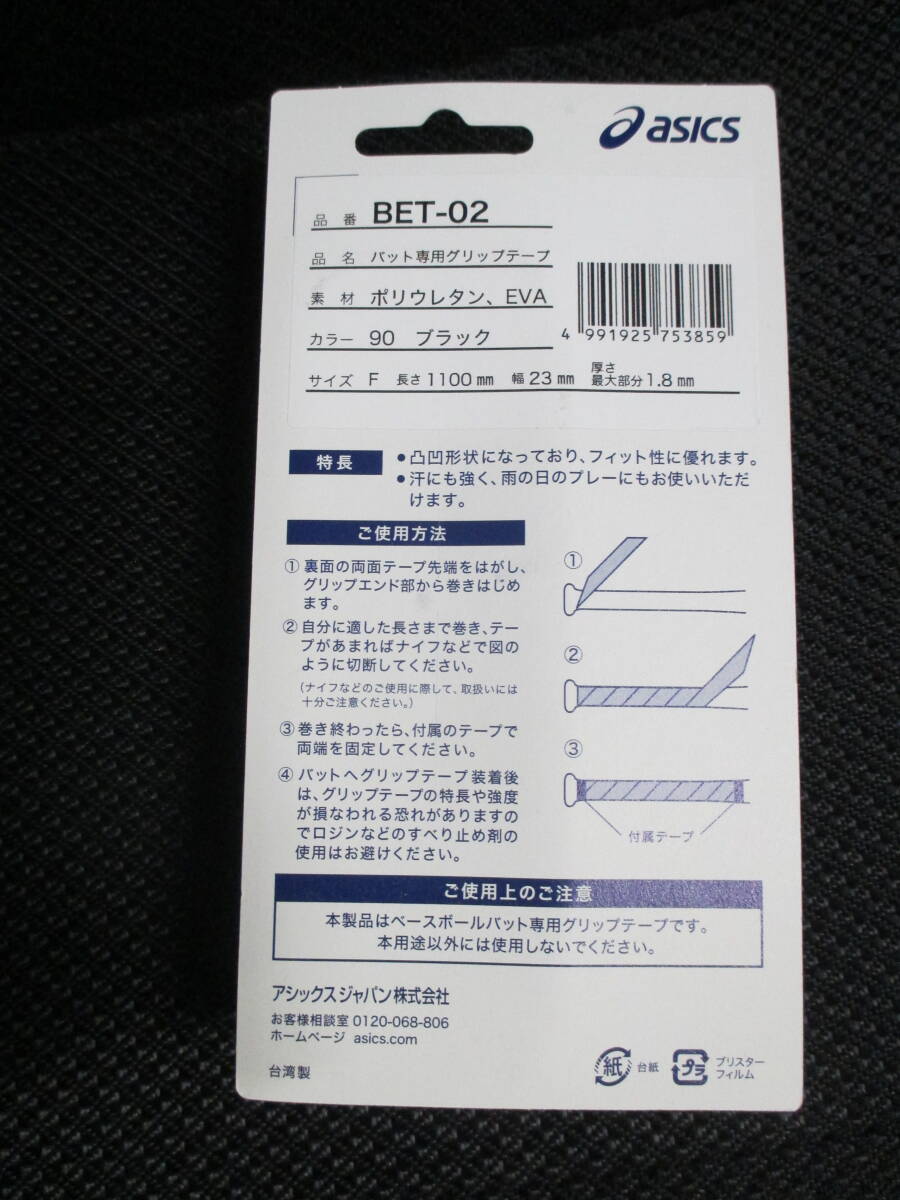 asics
品番 BET-02
品名 バット専用グリップテープ
素材 ポリウレタン、EVA
カラー 90 ブラック
4 991925 753859
サイズ F 長さ 1100 mm 幅 23 mm 厚さ 最大部分 1.8 mm
特長
●凸凹形状になっており、フィット性に優れます。
●汗にも強く、雨の日のプレーにもお使いいただ
けます。
ご使用方法
① 裏面の両面テープ先端をはがし、
グリップエンド部から巻きはじめ
ます。
② 自分に適した長さまで巻き、テー
プがあまればナイフなどで図の
ように切断してください。
(ナイフなどのご使用に際して、取扱いには
十分ご注意ください。)
③ 巻き終わったら、付属のテープで
両端を固定してください。
④ バットへグリップテープ装着後
は、グリップテープの特長や強度
が損なわれる恐れがありますの
でロジンなどのすべり止め剤の
使用はお避けください。
①
②
③
付属テープ
ご使用上のご注意
本製品はベースボールバット専用グリップテープです。
本用途以外には使用しないでください。
アシックスジャパン株式会社
お客様相談室 0120-068-806
ホームページ asics.com
台湾製
紙 台紙
プラ ブリスター
フィルム